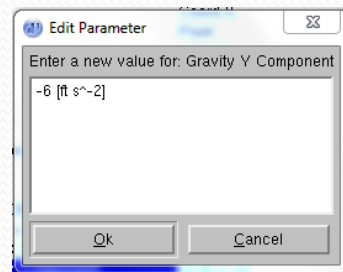 Edit Parameter
Enter a new value for: Gravity Y Component
-6 [ft s^-2]
Ok
Cancel